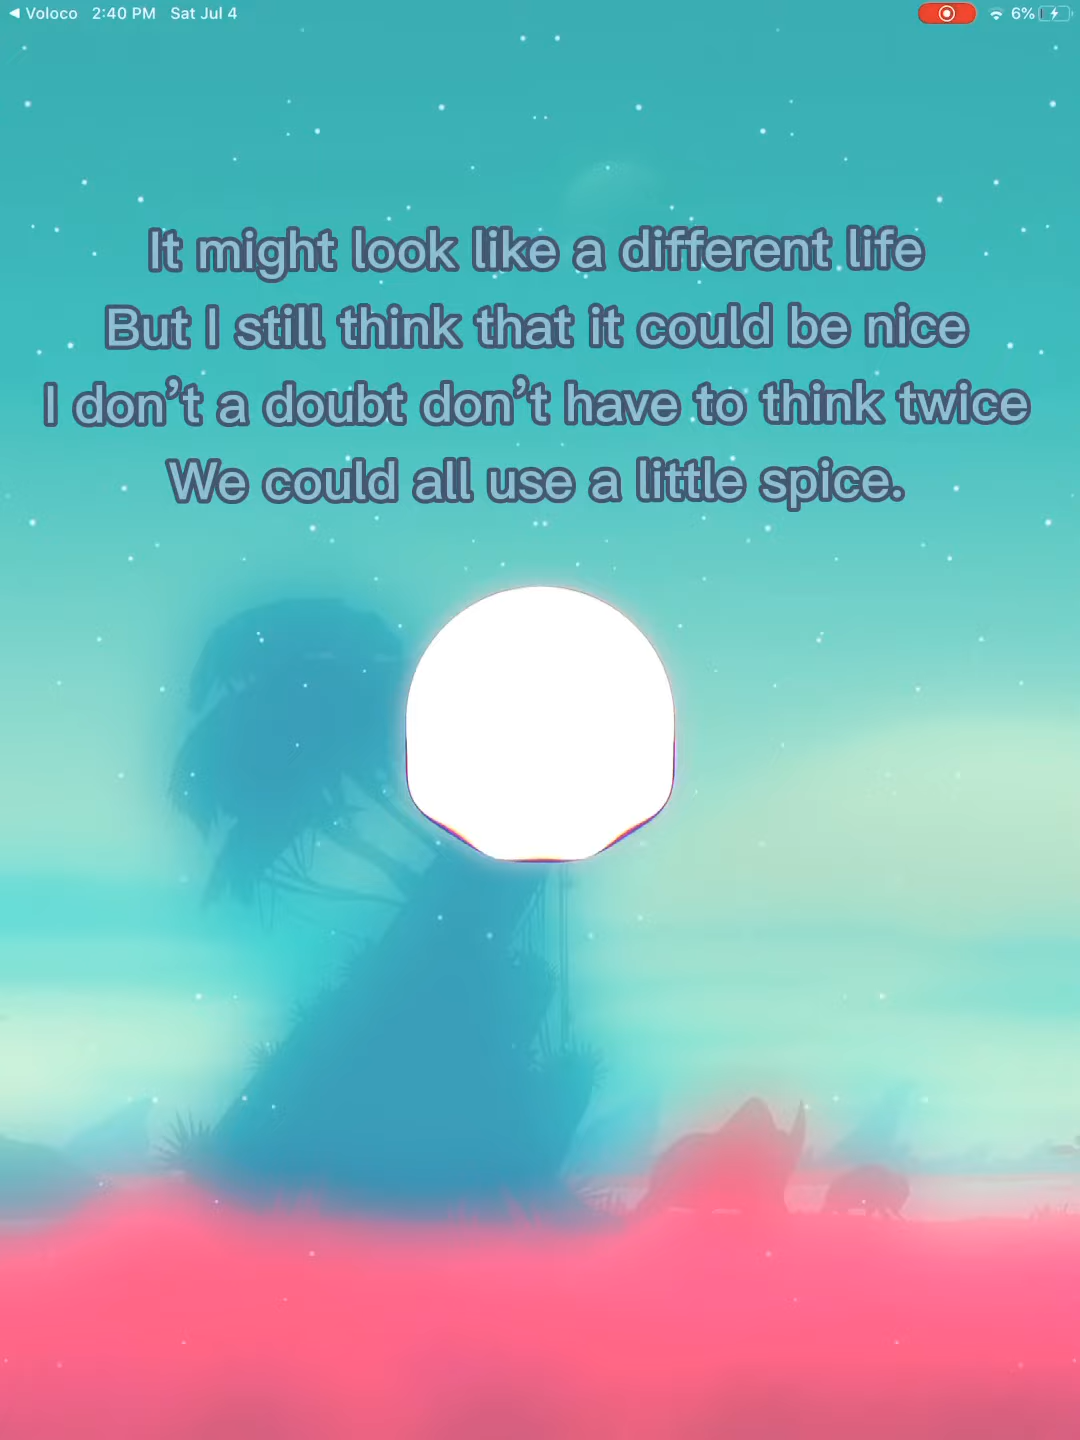 ◀ Voloco 2:40 PM Sat Jul 4 6%
It might look like a different life
But I still think that it could be nice
I don’t a doubt don’t have to think twice
We could all use a little spice.